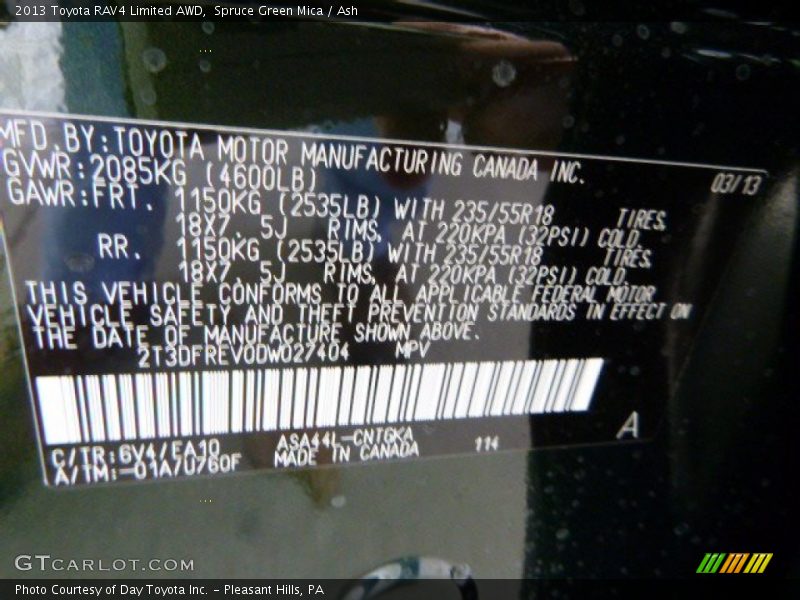 2013 Toyota RAV4 Limited AWD, Spruce Green Mica / Ash
MFD.BY:TOYOTA MOTOR MANUFACTURING CANADA INC.
GVWR:2085KG (4600LB) 03/13
GAWR:FRT. 1150KG (2535LB) WITH 235/55R18 TIRES,
18X7.5J RIMS, AT 220KPA (32PSI) COLD.
RR. 1150KG (2535LB) WITH 235/55R18 TIRES,
18X7.5J RIMS, AT 220KPA (32PSI) COLD.
THIS VEHICLE CONFORMS TO ALL APPLICABLE FEDERAL MOTOR
VEHICLE SAFETY AND THEFT PREVENTION STANDARDS IN EFFECT ON
THE DATE OF MANUFACTURE SHOWN ABOVE.
2T3DFREV0DW027404 MPV
C/TR:6V4/EA10 ASA44L-CNTGKA 114 A
A/TM:-01A/U760F MADE IN CANADA
GTCARLOT.COM
Photo Courtesy of Day Toyota Inc. - Pleasant Hills, PA